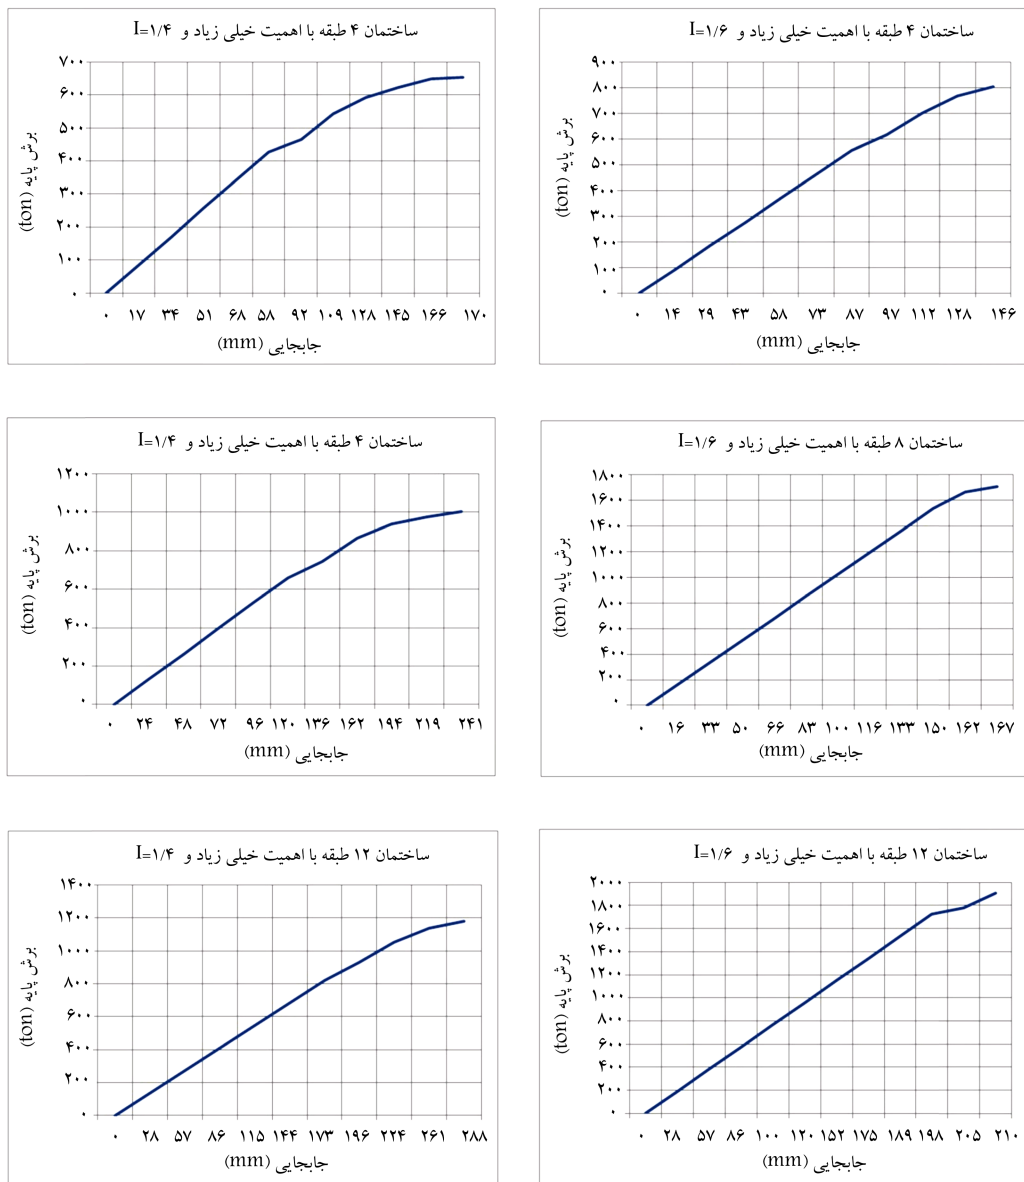 ساختمان ۴ طبقه با اهمیت خیلی زیاد و I=۱/۴
۷۰۰
۶۰۰
۵۰۰
۴۰۰
۳۰۰
۲۰۰
۱۰۰
۰
برش پایه (ton)
۰ ۱۷ ۳۴ ۵۱ ۶۸ ۵۸ ۹۲ ۱۰۹ ۱۲۸ ۱۴۵ ۱۶۶ ۱۷۰
جابجایی (mm)
ساختمان ۴ طبقه با اهمیت خیلی زیاد و I=۱/۶
۹۰۰
۸۰۰
۷۰۰
۶۰۰
۵۰۰
۴۰۰
۳۰۰
۲۰۰
۱۰۰
۰
برش پایه (ton)
۰ ۱۴ ۲۹ ۴۳ ۵۸ ۷۳ ۸۷ ۹۷ ۱۱۲ ۱۲۸ ۱۴۶
جابجایی (mm)
ساختمان ۴ طبقه با اهمیت خیلی زیاد و I=۱/۴
۱۲۰۰
۱۰۰۰
۸۰۰
۶۰۰
۴۰۰
۲۰۰
۰
برش پایه (ton)
۰ ۲۴ ۴۸ ۷۲ ۹۶ ۱۲۰ ۱۳۶ ۱۶۲ ۱۹۴ ۲۱۹ ۲۴۱
جابجایی (mm)
ساختمان ۸ طبقه با اهمیت خیلی زیاد و I=۱/۶
۱۸۰۰
۱۶۰۰
۱۴۰۰
۱۲۰۰
۱۰۰۰
۸۰۰
۶۰۰
۴۰۰
۲۰۰
۰
برش پایه (ton)
۰ ۱۶ ۳۳ ۵۰ ۶۶ ۸۳ ۱۰۰ ۱۱۶ ۱۳۳ ۱۵۰ ۱۶۲ ۱۶۷
جابجایی (mm)
ساختمان ۱۲ طبقه با اهمیت خیلی زیاد و I=۱/۴
۱۴۰۰
۱۲۰۰
۱۰۰۰
۸۰۰
۶۰۰
۴۰۰
۲۰۰
۰
برش پایه (ton)
۰ ۲۸ ۵۷ ۸۶ ۱۱۵ ۱۴۴ ۱۷۳ ۱۹۶ ۲۲۴ ۲۶۱ ۲۸۸
جابجایی (mm)
ساختمان ۱۲ طبقه با اهمیت خیلی زیاد و I=۱/۶
۲۰۰۰
۱۸۰۰
۱۶۰۰
۱۴۰۰
۱۲۰۰
۱۰۰۰
۸۰۰
۶۰۰
۴۰۰
۲۰۰
۰
برش پایه (ton)
۰ ۲۸ ۵۷ ۸۶ ۱۰۰ ۱۲۰ ۱۵۲ ۱۷۵ ۱۸۹ ۱۹۸ ۲۰۵ ۲۱۰
جابجایی (mm)